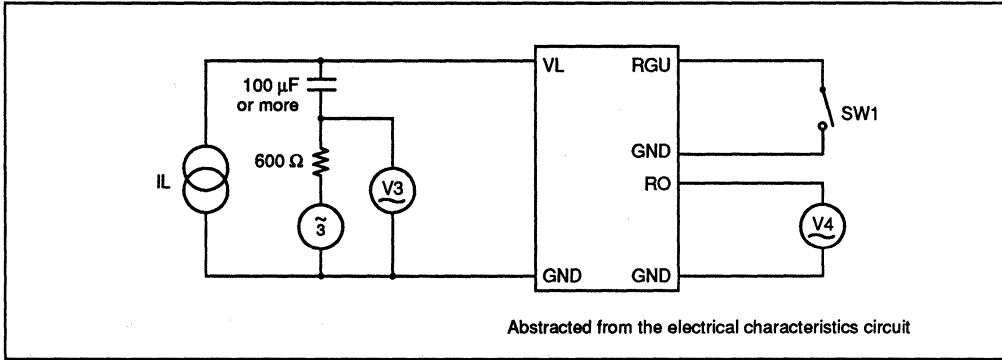 VL
RGU
100 µF
or more
SW1
600 Ω
GND
IL
V3
RO
~
3
V4
GND
GND
Abstracted from the electrical characteristics circuit